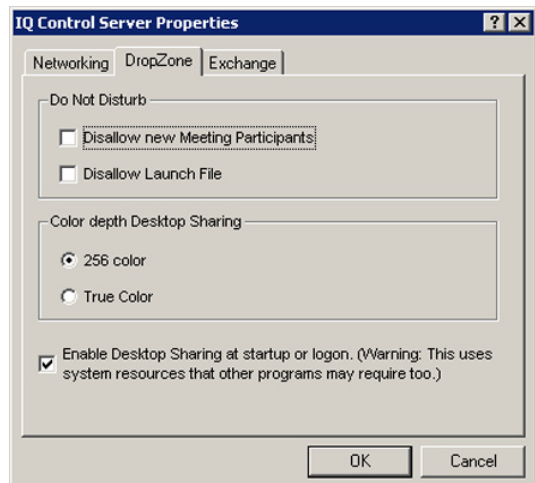 IQ Control Server Properties
Networking DropZone Exchange
Do Not Disturb
Disallow new Meeting Participants
Disallow Launch File
Color depth Desktop Sharing
256 color
True Color
Enable Desktop Sharing at startup or logon. (Warning: This uses
system resources that other programs may require too.)
OK Cancel